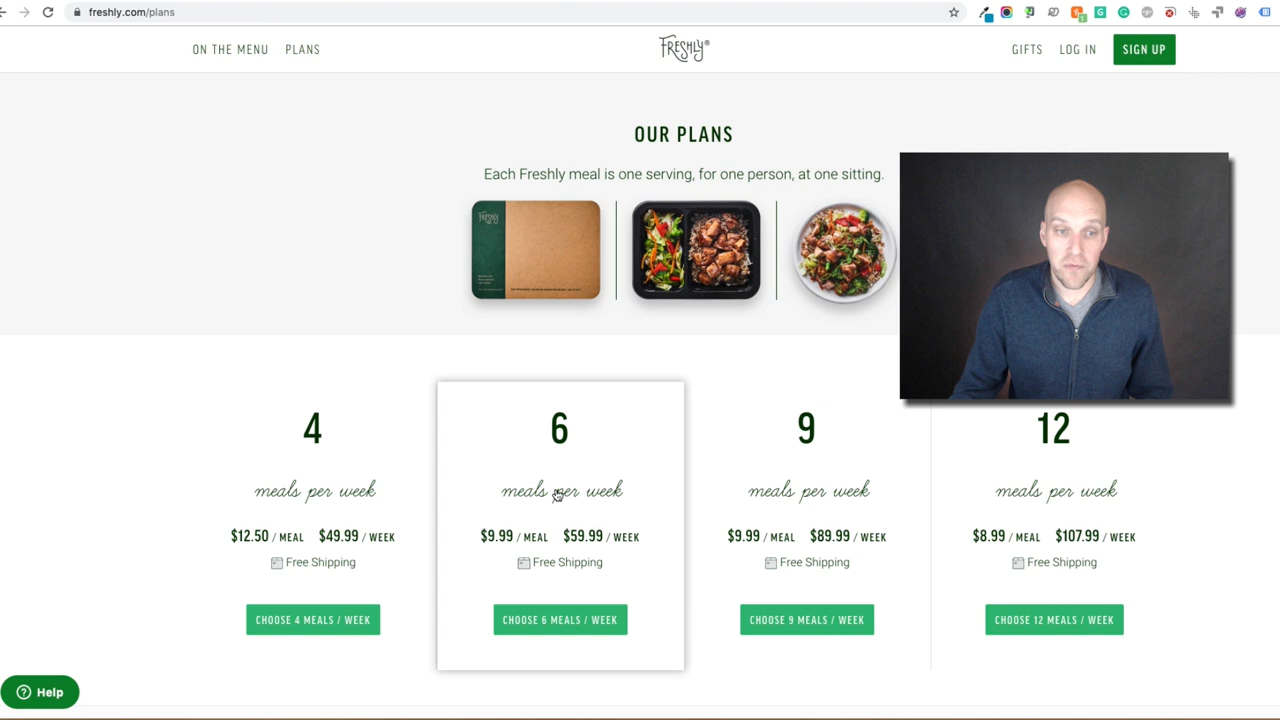 freshly.com/plans
ON THE MENU
PLANS
FRESHLY®
GIFTS
LOG IN
SIGN UP
OUR PLANS
Each Freshly meal is one serving, for one person, at one sitting.
FRESHLY
4
meals per week
$12.50 / MEAL $49.99 / WEEK
Free Shipping
CHOOSE 4 MEALS / WEEK
6
meals per week
$9.99 / MEAL $59.99 / WEEK
Free Shipping
CHOOSE 6 MEALS / WEEK
9
meals per week
$9.99 / MEAL $89.99 / WEEK
Free Shipping
CHOOSE 9 MEALS / WEEK
12
meals per week
$8.99 / MEAL $107.99 / WEEK
Free Shipping
CHOOSE 12 MEALS / WEEK
Help